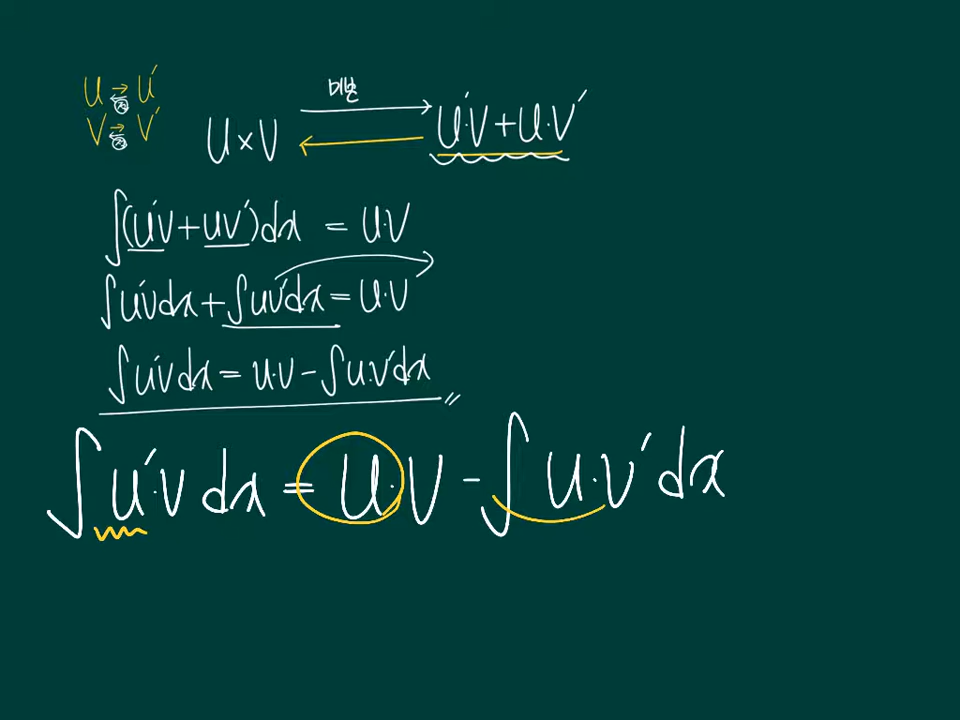 u → u′
v → v′
미분
u×v
u′·v+u·v′
∫(u′v+uv′)dx = u·v
∫u′vdx+∫uv′dx=u·v
∫u′vdx= u·v-∫u·v′dx
∫u′·v dx= u·v -∫u·v′dx